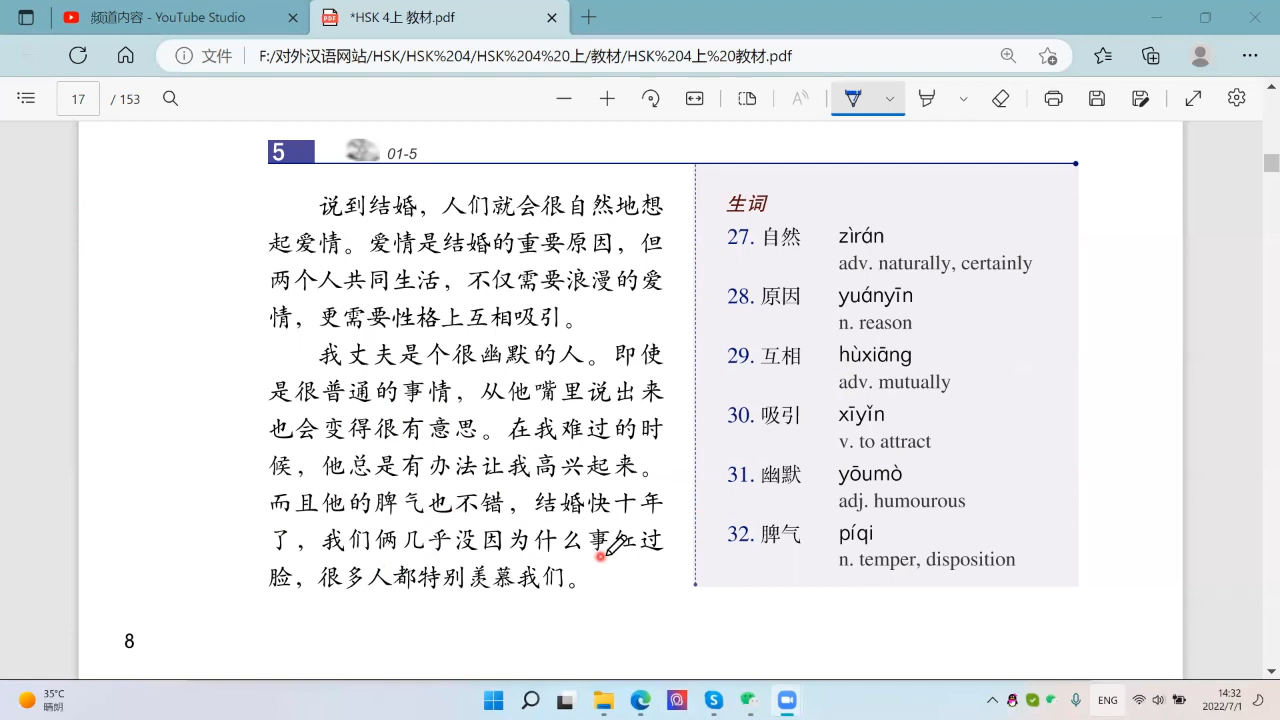 频道内容 - YouTube Studio
*HSK 4上 教材.pdf
文件
F:/对外汉语网站/HSK/HSK%204/HSK%204%20上/教材/HSK%204上%20教材.pdf
17 / 153
5
01-5
说到结婚，人们就会很自然地想
起爱情。爱情是结婚的重要原因，但
两个人共同生活，不仅需要浪漫的爱
情，更需要性格上互相吸引。
我丈夫是个很幽默的人。即使
是很普通的事情，从他嘴里说出来
也会变得很有意思。在我难过的时
候，他总是有办法让我高兴起来。
而且他的脾气也不错，结婚快十年
了，我们俩几乎没因为什么事 过
脸，很多人都特别羡慕我们。
生词
27. 自然 zìrán
adv. naturally, certainly
28. 原因 yuányīn
n. reason
29. 互相 hùxiāng
adv. mutually
30. 吸引 xīyǐn
v. to attract
31. 幽默 yōumò
adj. humourous
32. 脾气 píqi
n. temper, disposition
8
35°C
晴朗
ENG
14:32
2022/7/1